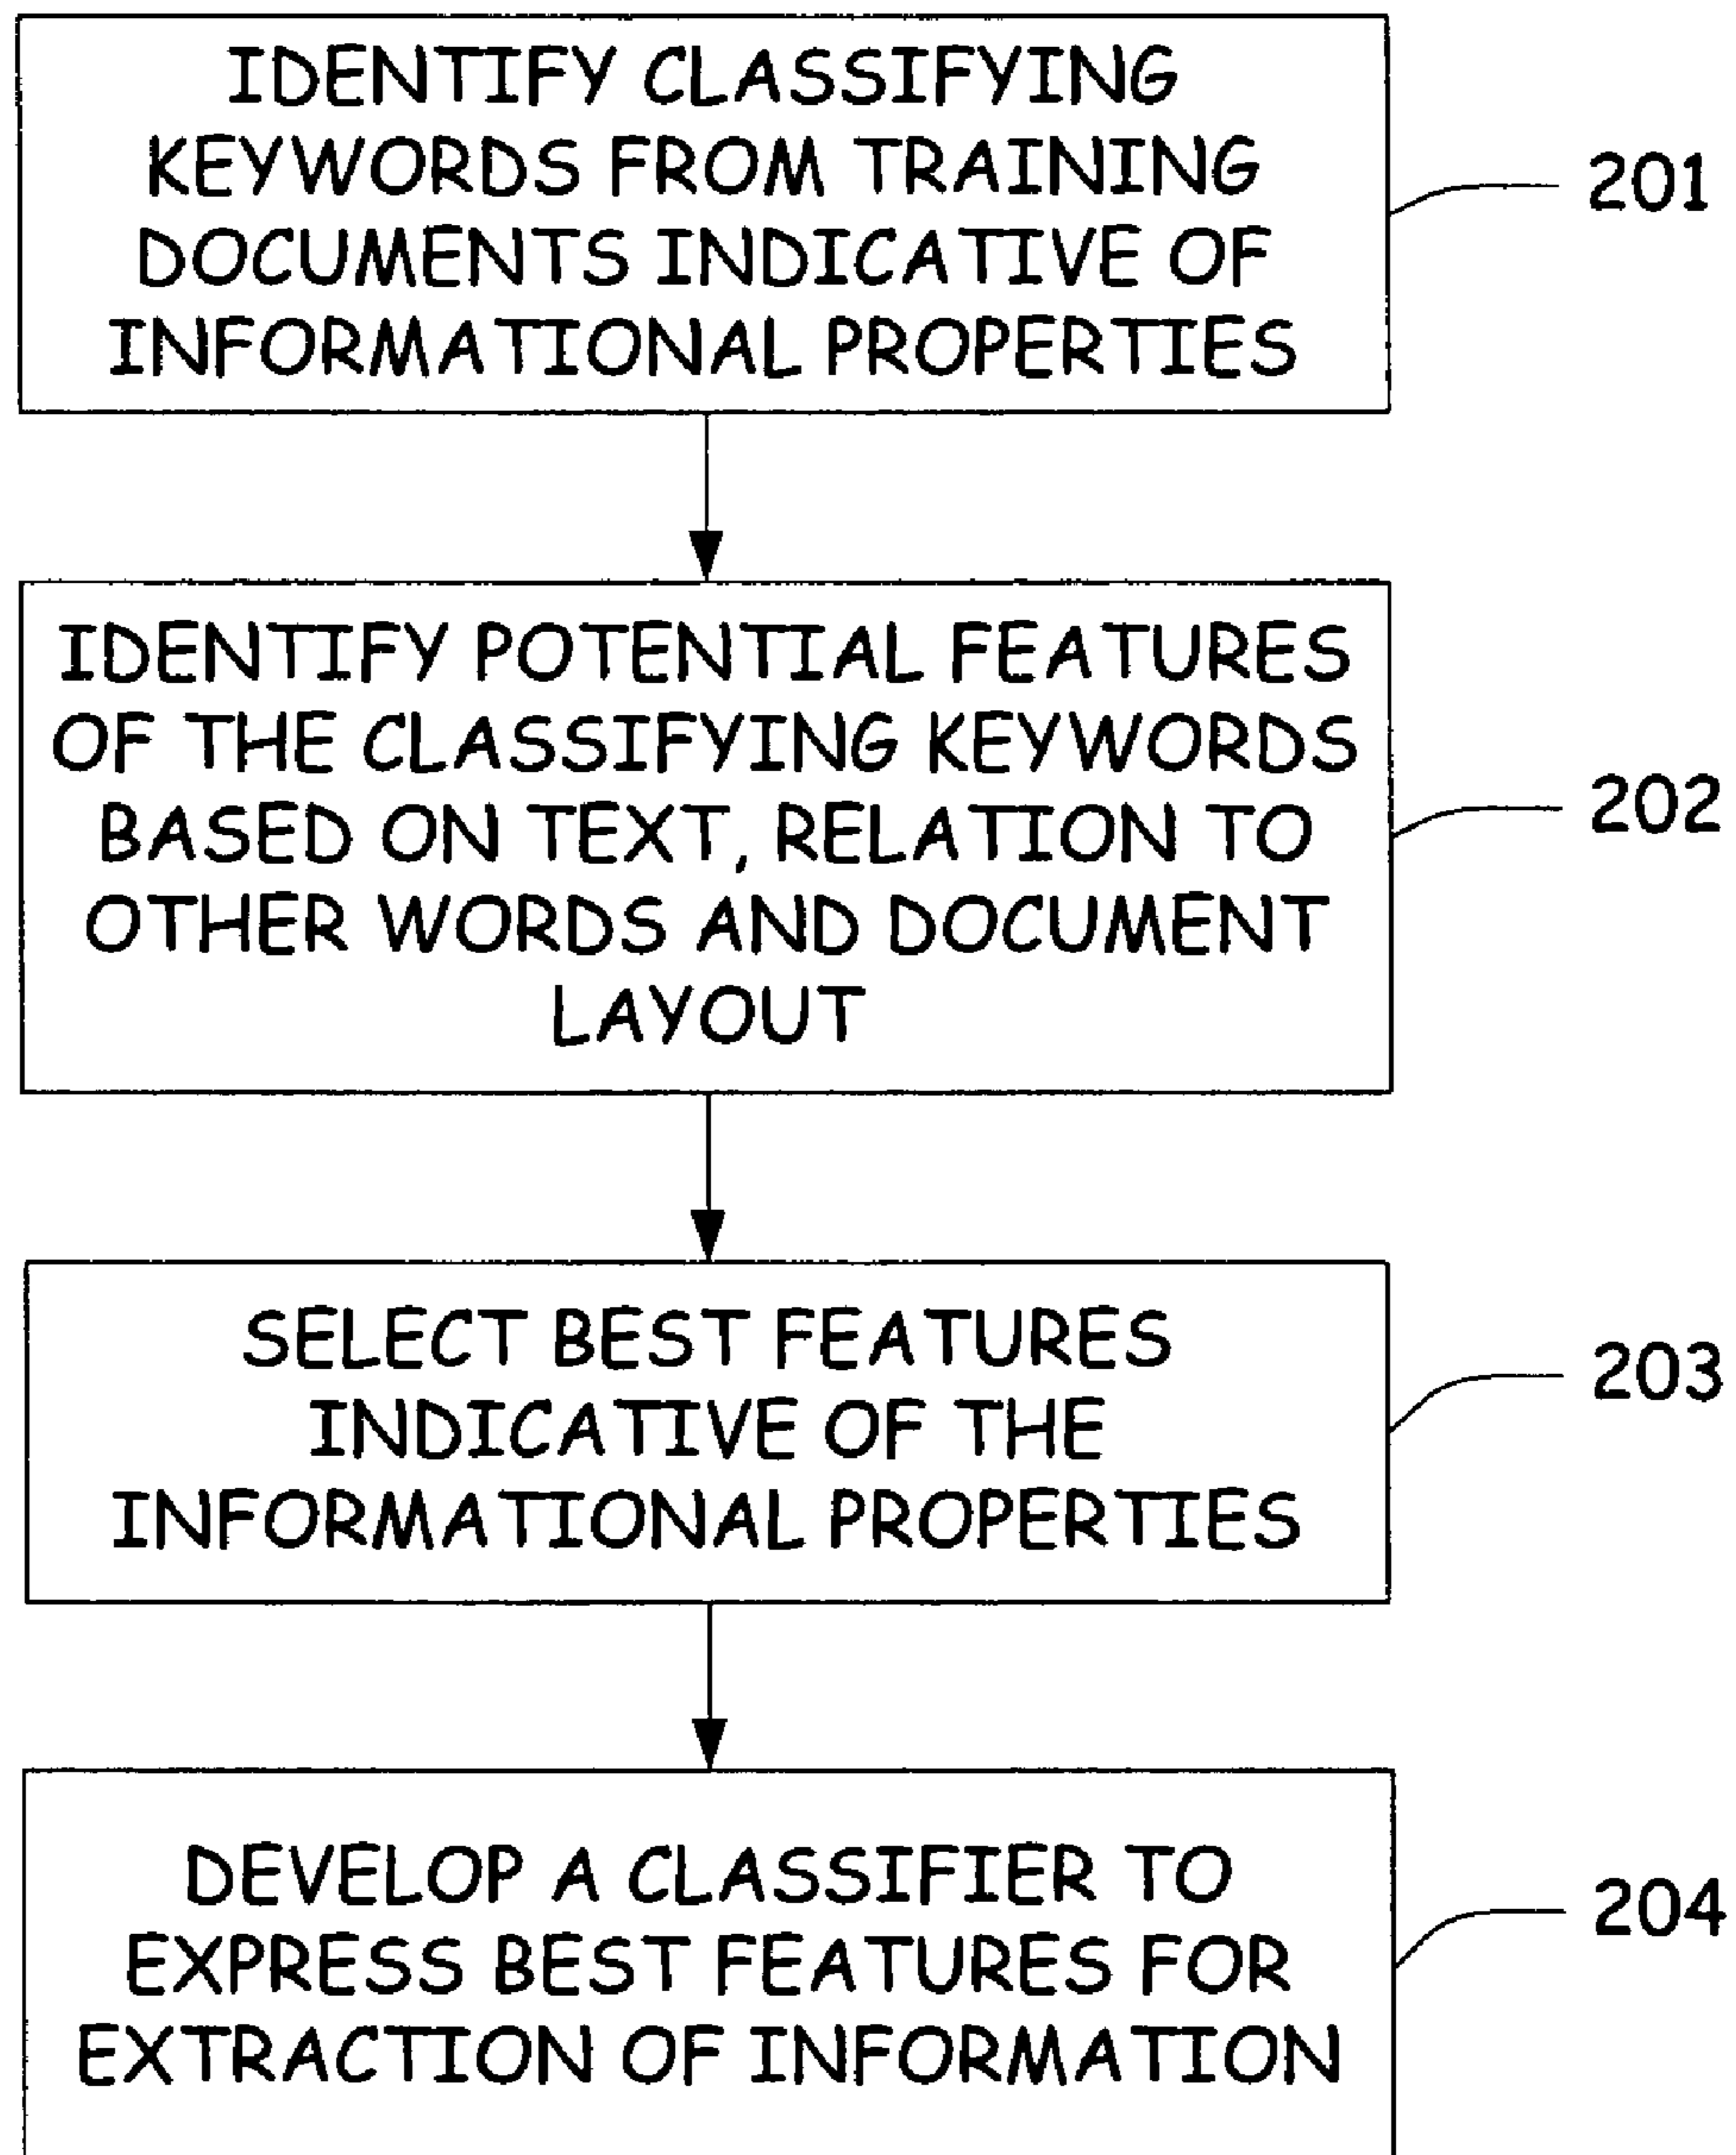 IDENTIFY CLASSIFYING
KEYWORDS FROM TRAINING
DOCUMENTS INDICATIVE OF
INFORMATIONAL PROPERTIES
201
IDENTIFY POTENTIAL FEATURES
OF THE CLASSIFYING KEYWORDS
BASED ON TEXT, RELATION TO
OTHER WORDS AND DOCUMENT
LAYOUT
202
SELECT BEST FEATURES
INDICATIVE OF THE
INFORMATIONAL PROPERTIES
203
DEVELOP A CLASSIFIER TO
EXPRESS BEST FEATURES FOR
EXTRACTION OF INFORMATION
204